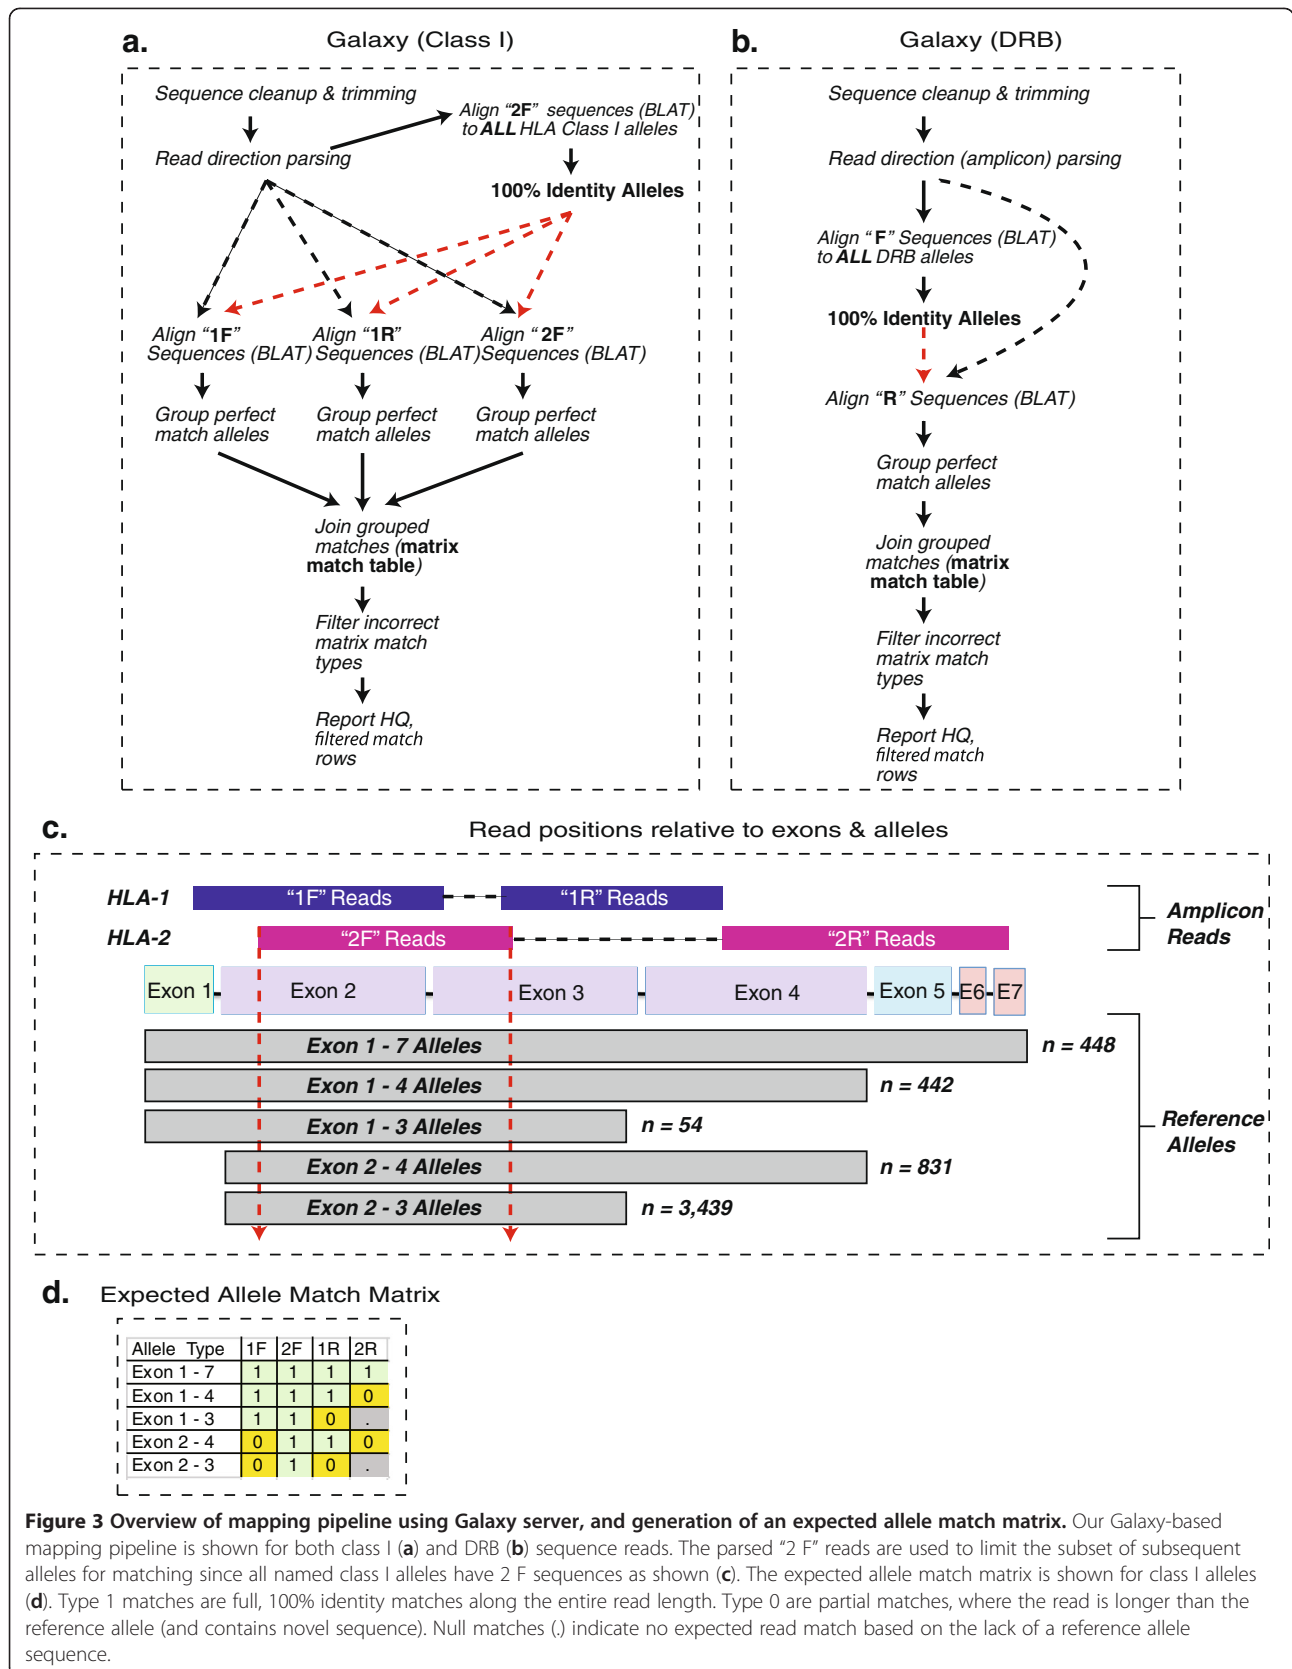 a. Galaxy (Class I)
Sequence cleanup & trimming
Read direction parsing
Align "2F" sequences (BLAT)
to ALL HLA Class I alleles
100% Identity Alleles
Align "1F"
Sequences (BLAT)
Align "1R"
Sequences (BLAT)
Align " 2F"
Sequences (BLAT)
Group perfect
match alleles
Group perfect
match alleles
Group perfect
match alleles
Join grouped
matches (matrix
match table)
Filter incorrect
matrix match
types
Report HQ,
filtered match
rows
b. Galaxy (DRB)
Sequence cleanup & trimming
Read direction (amplicon) parsing
Align " F" Sequences (BLAT)
to ALL DRB alleles
100% Identity Alleles
Align "R" Sequences (BLAT)
Group perfect
match alleles
Join grouped
matches (matrix
match table)
Filter incorrect
matrix match
types
Report HQ,
filtered match
rows
c. Read positions relative to exons & alleles
HLA-1 "1F" Reads "1R" Reads
HLA-2 "2F" Reads "2R" Reads
Amplicon
Reads
Exon 1 Exon 2 Exon 3 Exon 4 Exon 5 E6 E7
Exon 1 - 7 Alleles n = 448
Exon 1 - 4 Alleles n = 442
Exon 1 - 3 Alleles n = 54
Exon 2 - 4 Alleles n = 831
Exon 2 - 3 Alleles n = 3,439
Reference
Alleles
d. Expected Allele Match Matrix
Allele Type 1F 2F 1R 2R
Exon 1 - 7 1 1 1 1
Exon 1 - 4 1 1 1 0
Exon 1 - 3 1 1 0 .
Exon 2 - 4 0 1 1 0
Exon 2 - 3 0 1 0 .
Figure 3 Overview of mapping pipeline using Galaxy server, and generation of an expected allele match matrix. Our Galaxy-based
mapping pipeline is shown for both class I (a) and DRB (b) sequence reads. The parsed "2 F" reads are used to limit the subset of subsequent
alleles for matching since all named class I alleles have 2 F sequences as shown (c). The expected allele match matrix is shown for class I alleles
(d). Type 1 matches are full, 100% identity matches along the entire read length. Type 0 are partial matches, where the read is longer than the
reference allele (and contains novel sequence). Null matches (.) indicate no expected read match based on the lack of a reference allele
sequence.